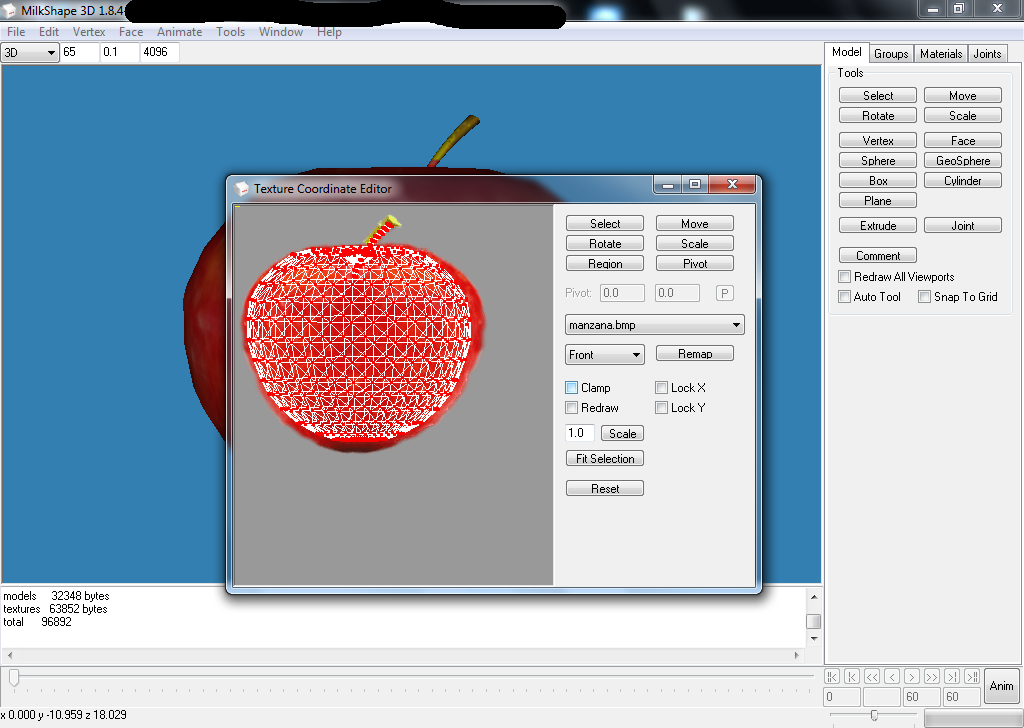 MilkShape 3D 1.8.4
File Edit Vertex Face Animate Tools Window Help
3D 65 0.1 4096
Model Groups Materials Joints
Tools
Select Move
Rotate Scale
Vertex Face
Sphere GeoSphere
Box Cylinder
Plane
Extrude Joint
Comment
Redraw All Viewports
Auto Tool Snap To Grid
Texture Coordinate Editor
Select Move
Rotate Scale
Region Pivot
Pivot: 0.0 0.0 P
manzana.bmp
Front Remap
Clamp Lock X
Redraw Lock Y
1.0 Scale
Fit Selection
Reset
models 32348 bytes
textures 63852 bytes
total 96892
|< |< << < > >> >| >||
0 60 60 Anim
x 0.000 y -10.959 z 18.029